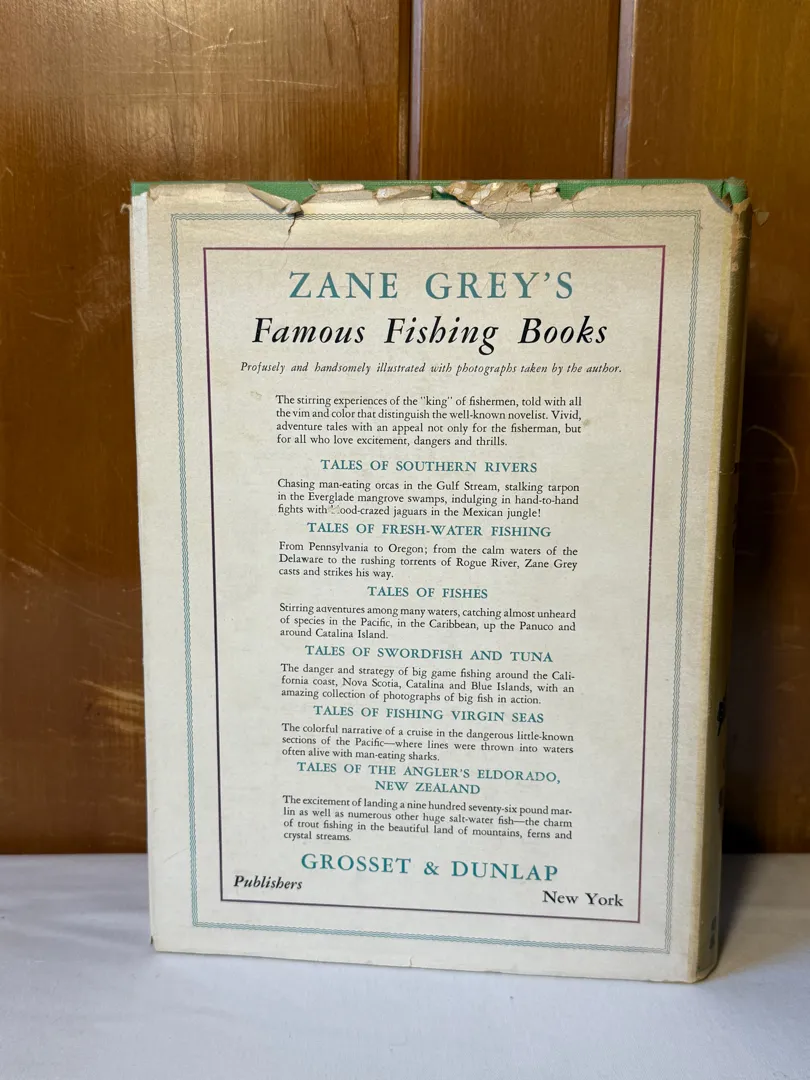 ZANE GREY'S
Famous Fishing Books
Profusely and handsomely illustrated with photographs taken by the author.
The stirring experiences of the "king" of fishermen, told with all
the vim and color that distinguish the well-known novelist. Vivid,
adventure tales with an appeal not only for the fisherman, but
for all who love excitement, dangers and thrills.
TALES OF SOUTHERN RIVERS
Chasing man-eating orcas in the Gulf Stream, stalking tarpon
in the Everglade mangrove swamps, indulging in hand-to-hand
fights with ood-crazed jaguars in the Mexican jungle!
TALES OF FRESH-WATER FISHING
From Pennsylvania to Oregon; from the calm waters of the
Delaware to the rushing torrents of Rogue River, Zane Grey
casts and strikes his way.
TALES OF FISHES
Stirring adventures among many waters, catching almost unheard
of species in the Pacific, in the Caribbean, up the Panuco and
around Catalina Island.
TALES OF SWORDFISH AND TUNA
The danger and strategy of big game fishing around the Cali-
fornia coast, Nova Scotia, Catalina and Blue Islands, with an
amazing collection of photographs of big fish in action.
TALES OF FISHING VIRGIN SEAS
The colorful narrative of a cruise in the dangerous little-known
sections of the Pacific—where lines were thrown into waters
often alive with man-eating sharks.
TALES OF THE ANGLER'S ELDORADO,
NEW ZEALAND
The excitement of landing a nine hundred seventy-six pound mar-
lin as well as numerous other huge salt-water fish—the charm
of trout fishing in the beautiful land of mountains, ferns and
crystal streams.
GROSSET & DUNLAP
Publishers
New York